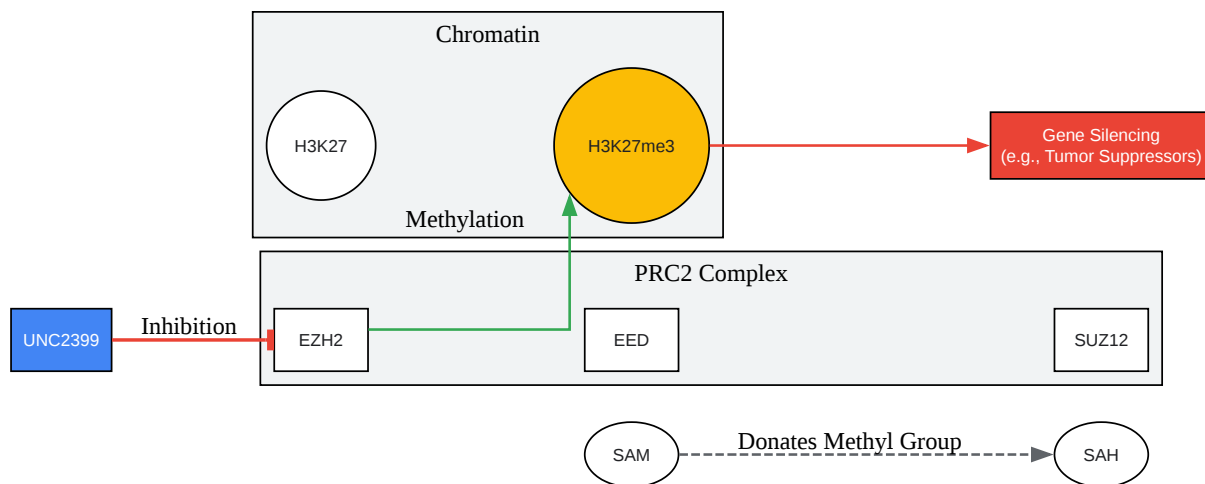 Chromatin
H3K27
H3K27me3
Gene Silencing
(e.g., Tumor Suppressors)
Methylation
PRC2 Complex
UNC2399
Inhibition
EZH2
EED
SUZ12
SAM
Donates Methyl Group
SAH